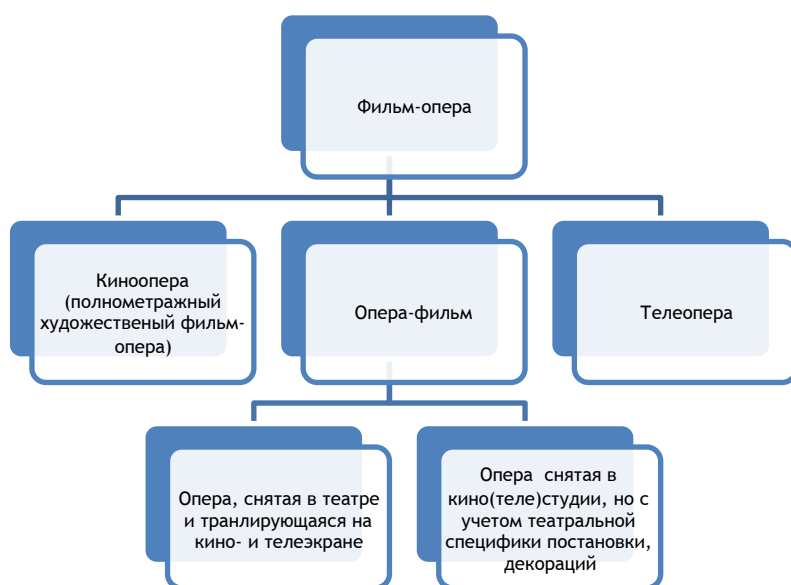 Фильм-опера
Киноопера
(полнометражный
художественый фильм-
опера)
Опера-фильм
Телеопера
Опера, снятая в театре
и транлирующаяся на
кино- и телеэкране
Опера  снятая в
кино(теле)студии, но с
учетом театральной
специфики постановки,
декораций